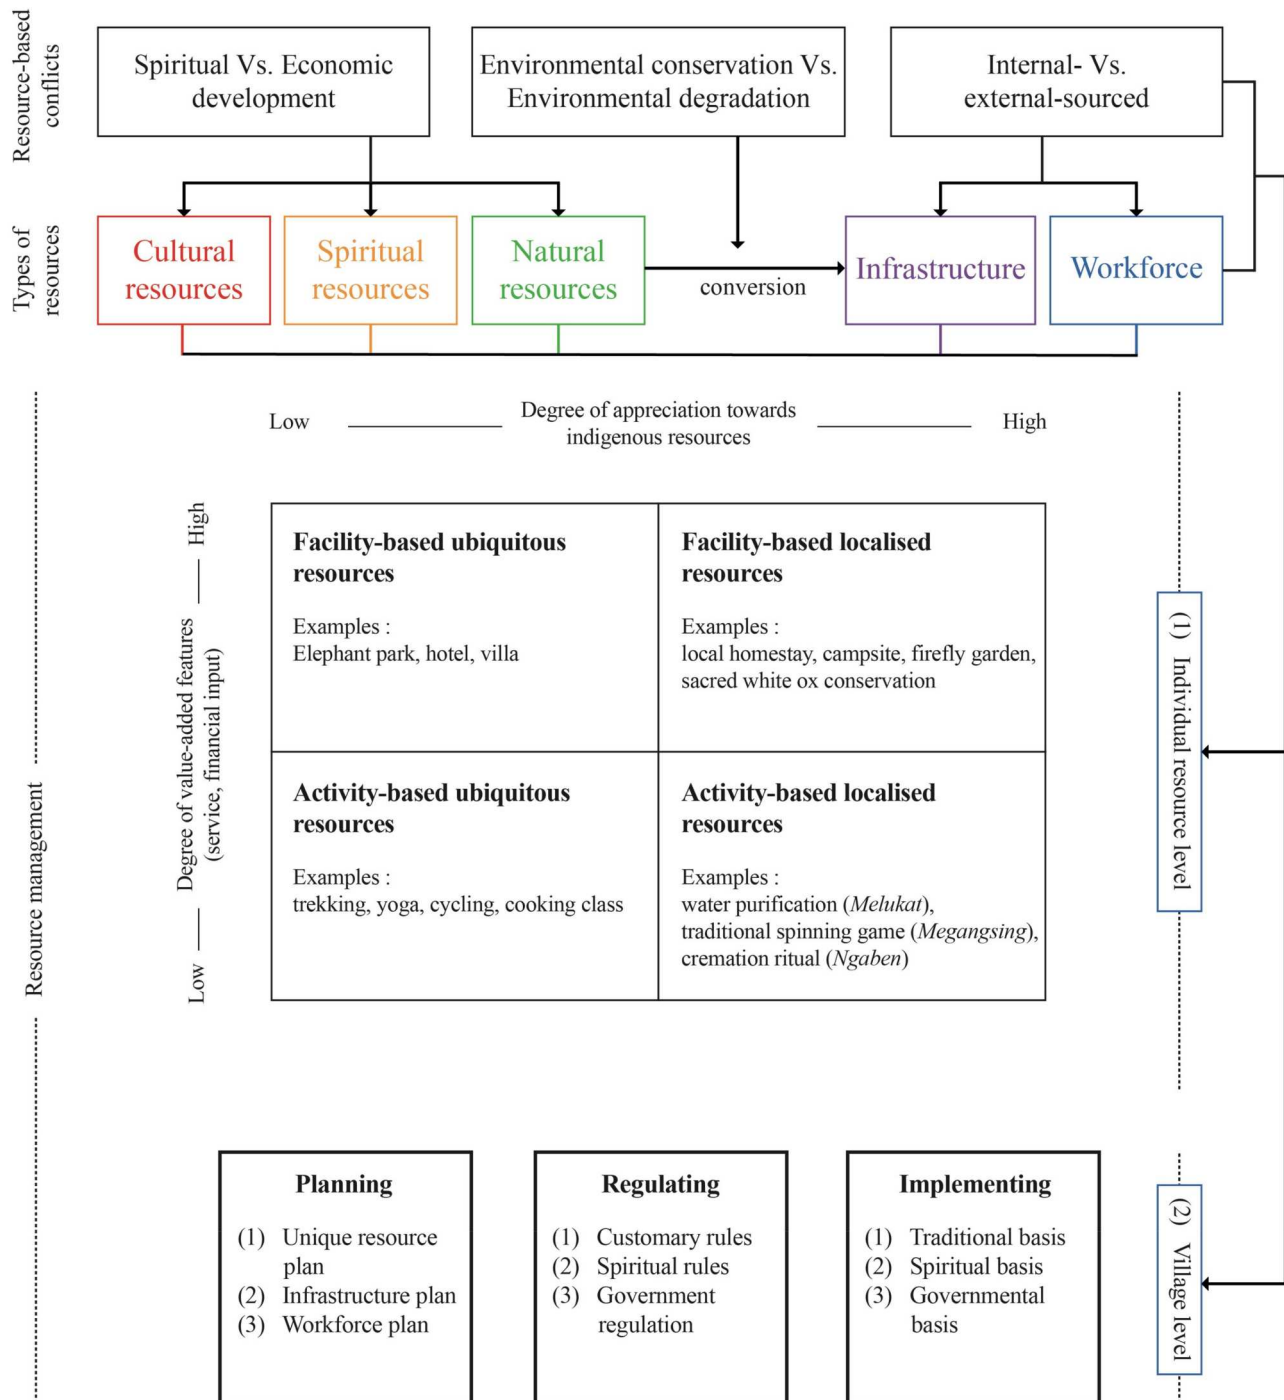 Resource-based
conflicts
Spiritual Vs. Economic
development
Environmental conservation Vs.
Environmental degradation
Internal- Vs.
external-sourced
Types of
resources
Cultural
resources
Spiritual
resources
Natural
resources
conversion
Infrastructure
Workforce
Low
Degree of appreciation towards
indigenous resources
High
Resource management
High
Degree of value-added features
(service, financial input)
Low
Facility-based ubiquitous
resources
Examples :
Elephant park, hotel, villa
Facility-based localised
resources
Examples :
local homestay, campsite, firefly garden,
sacred white ox conservation
Activity-based ubiquitous
resources
Examples :
trekking, yoga, cycling, cooking class
Activity-based localised
resources
Examples :
water purification (Melukat),
traditional spinning game (Megangsing),
cremation ritual (Ngaben)
(1) Individual resource level
Planning
(1) Unique resource
plan
(2) Infrastructure plan
(3) Workforce plan
Regulating
(1) Customary rules
(2) Spiritual rules
(3) Government
regulation
Implementing
(1) Traditional basis
(2) Spiritual basis
(3) Governmental
basis
(2) Village level